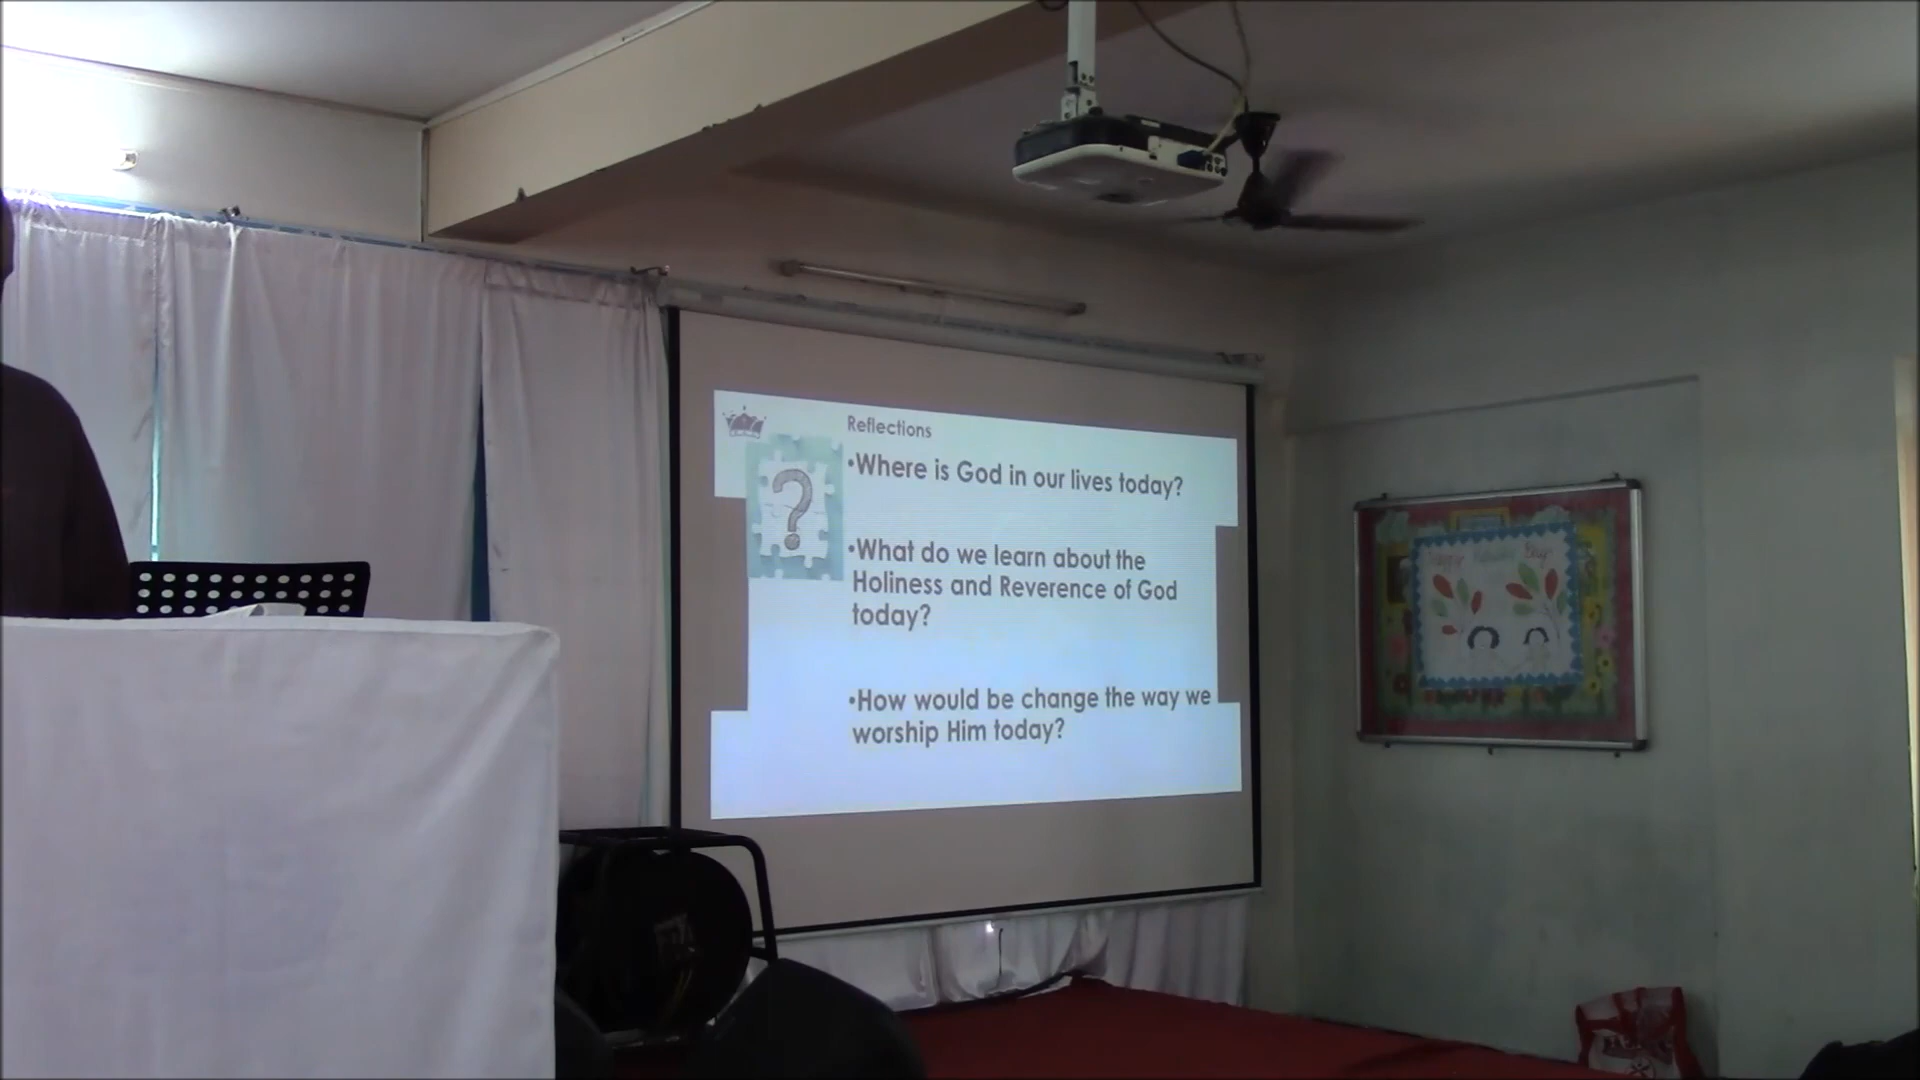 Reflections
•Where is God in our lives today?
•What do we learn about the
Holiness and Reverence of God
today?
•How would be change the way we
worship Him today?